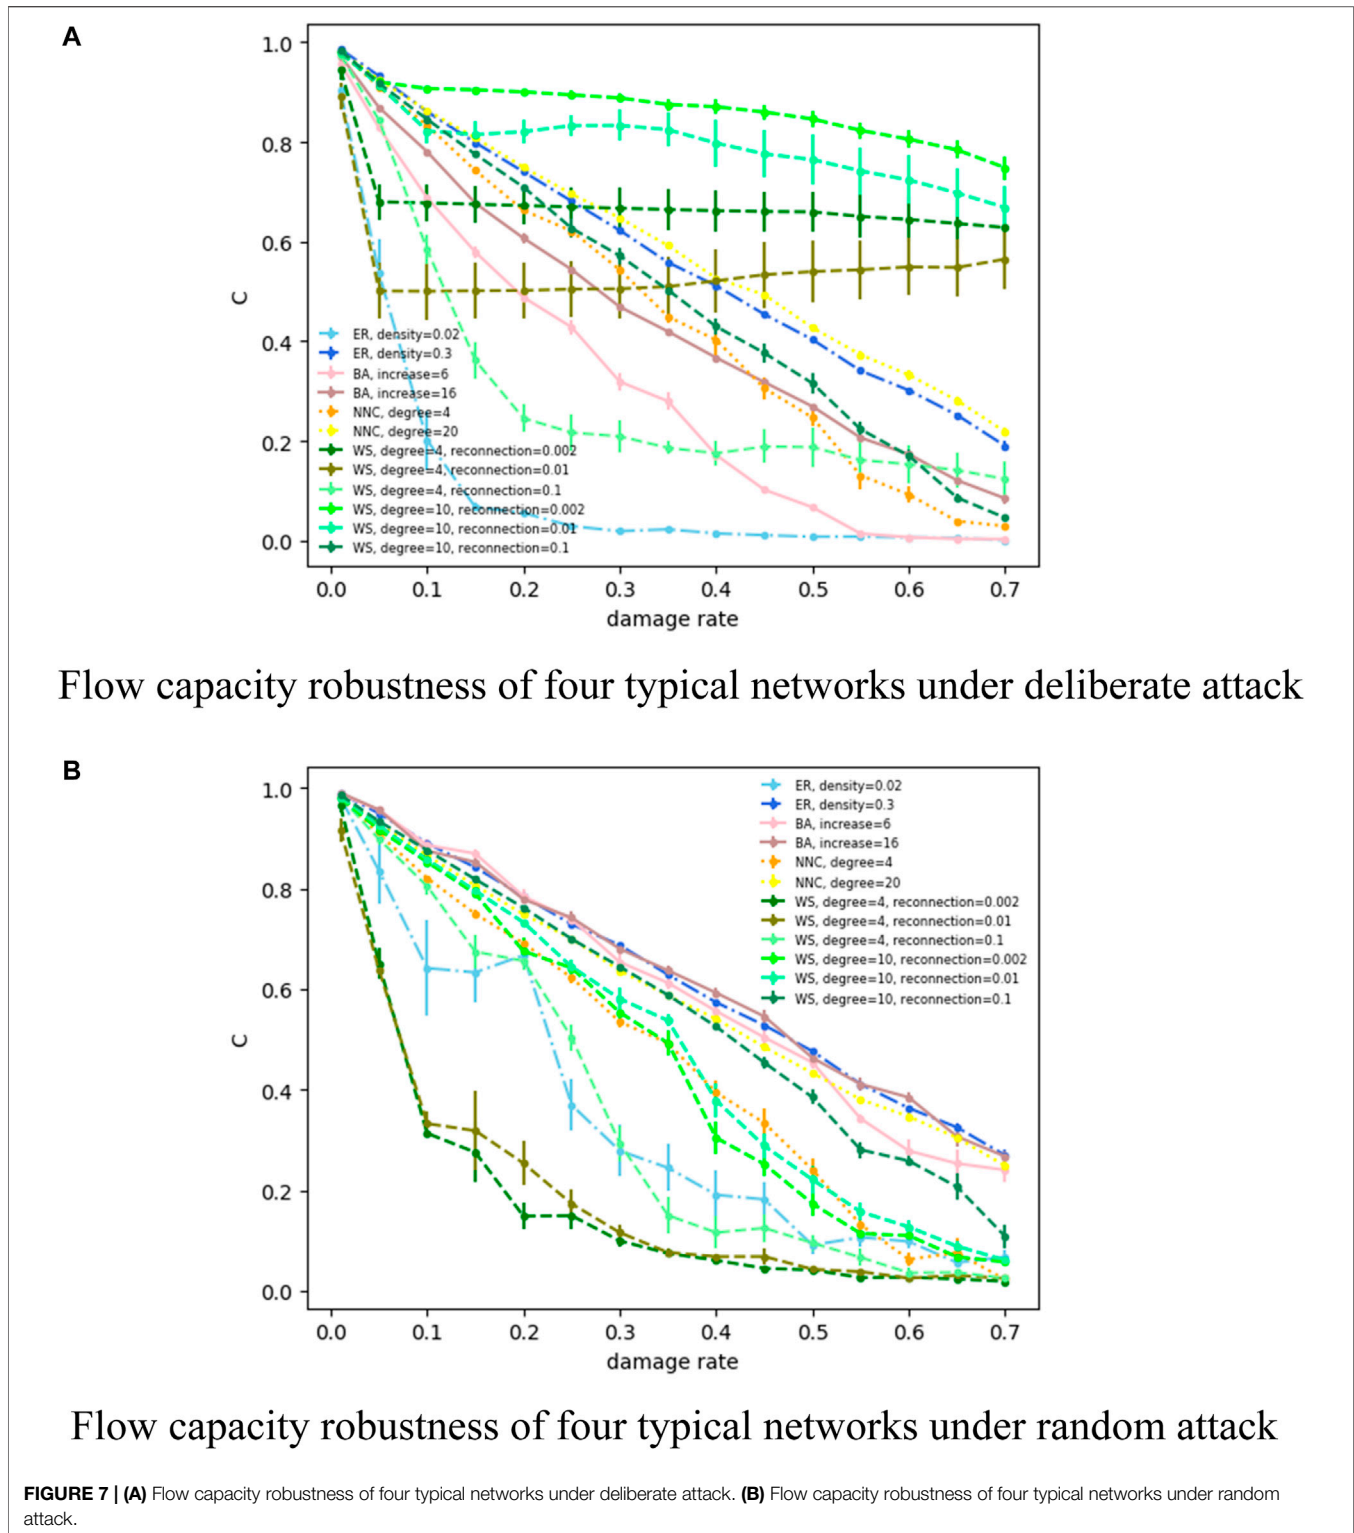 A
1.0
0.8
0.6
0.4
0.2
0.0
C
ER, density=0.02
ER, density=0.3
BA, increase=6
BA, increase=16
NNC, degree=4
NNC, degree=20
WS, degree=4, reconnection=0.002
WS, degree=4, reconnection=0.01
WS, degree=4, reconnection=0.1
WS, degree=10, reconnection=0.002
WS, degree=10, reconnection=0.01
WS, degree=10, reconnection=0.1
0.0 0.1 0.2 0.3 0.4 0.5 0.6 0.7
damage rate
Flow capacity robustness of four typical networks under deliberate attack
B
1.0
0.8
0.6
0.4
0.2
0.0
C
ER, density=0.02
ER, density=0.3
BA, increase=6
BA, increase=16
NNC, degree=4
NNC, degree=20
WS, degree=4, reconnection=0.002
WS, degree=4, reconnection=0.01
WS, degree=4, reconnection=0.1
WS, degree=10, reconnection=0.002
WS, degree=10, reconnection=0.01
WS, degree=10, reconnection=0.1
0.0 0.1 0.2 0.3 0.4 0.5 0.6 0.7
damage rate
Flow capacity robustness of four typical networks under random attack
FIGURE 7 | (A) Flow capacity robustness of four typical networks under deliberate attack. (B) Flow capacity robustness of four typical networks under random
attack.